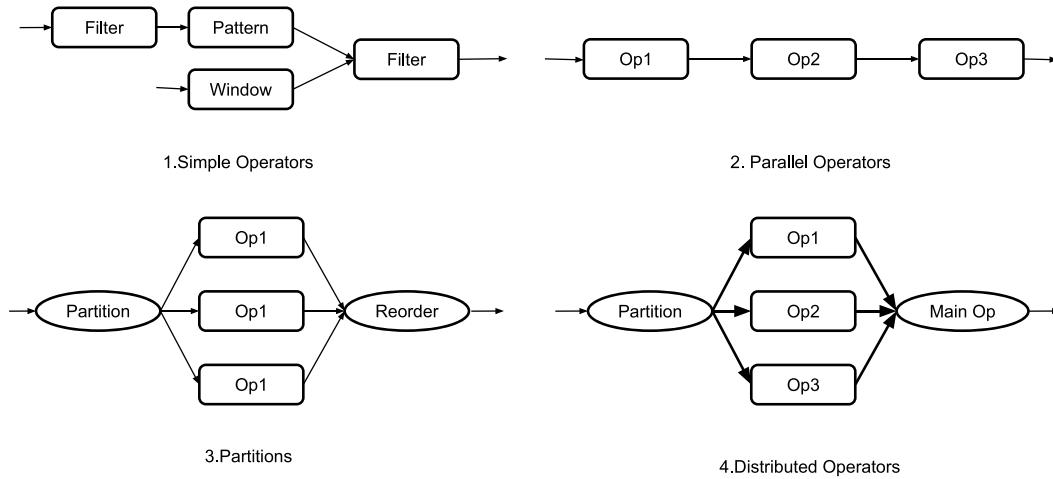 Filter
Pattern
Window
Filter
1.Simple Operators
Op1
Op2
Op3
2. Parallel Operators
Partition
Op1
Op1
Op1
Reorder
3.Partitions
Partition
Op1
Op2
Op3
Main Op
4.Distributed Operators